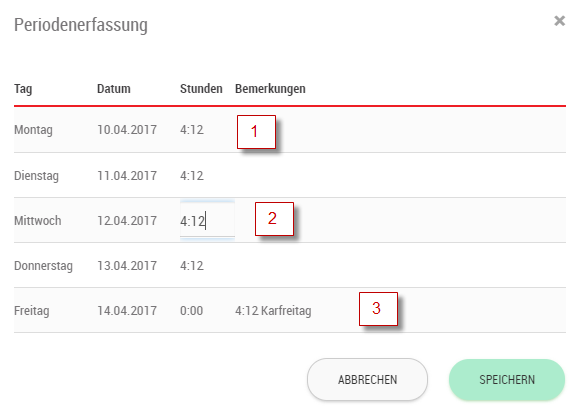 Periodenerfassung ×
Tag Datum Stunden Bemerkungen
Montag 10.04.2017 4:12 1
Dienstag 11.04.2017 4:12
Mittwoch 12.04.2017 4:12 2
Donnerstag 13.04.2017 4:12
Freitag 14.04.2017 0:00 4:12 Karfreitag 3
ABBRECHEN SPEICHERN